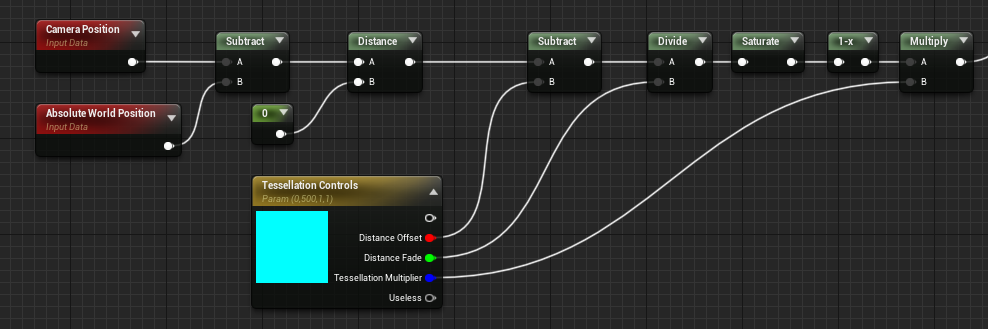 Camera Position
Input Data
Subtract
A
B
Distance
A
B
Subtract
A
B
Divide
A
B
Saturate
1-x
Multiply
A
B
Absolute World Position
Input Data
0
Tessellation Controls
Param (0,500,1,1)
Distance Offset
Distance Fade
Tessellation Multiplier
Useless